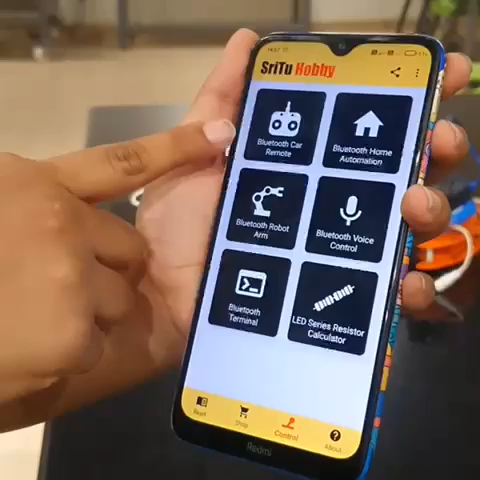 SriTu Hobby
Bluetooth Car
Remote
Bluetooth Home
Automation
Bluetooth Robot
Arm
Bluetooth Voice
Control
Bluetooth
Terminal
LED Series Resistor
Calculator
Shop
Control
About
Redmi